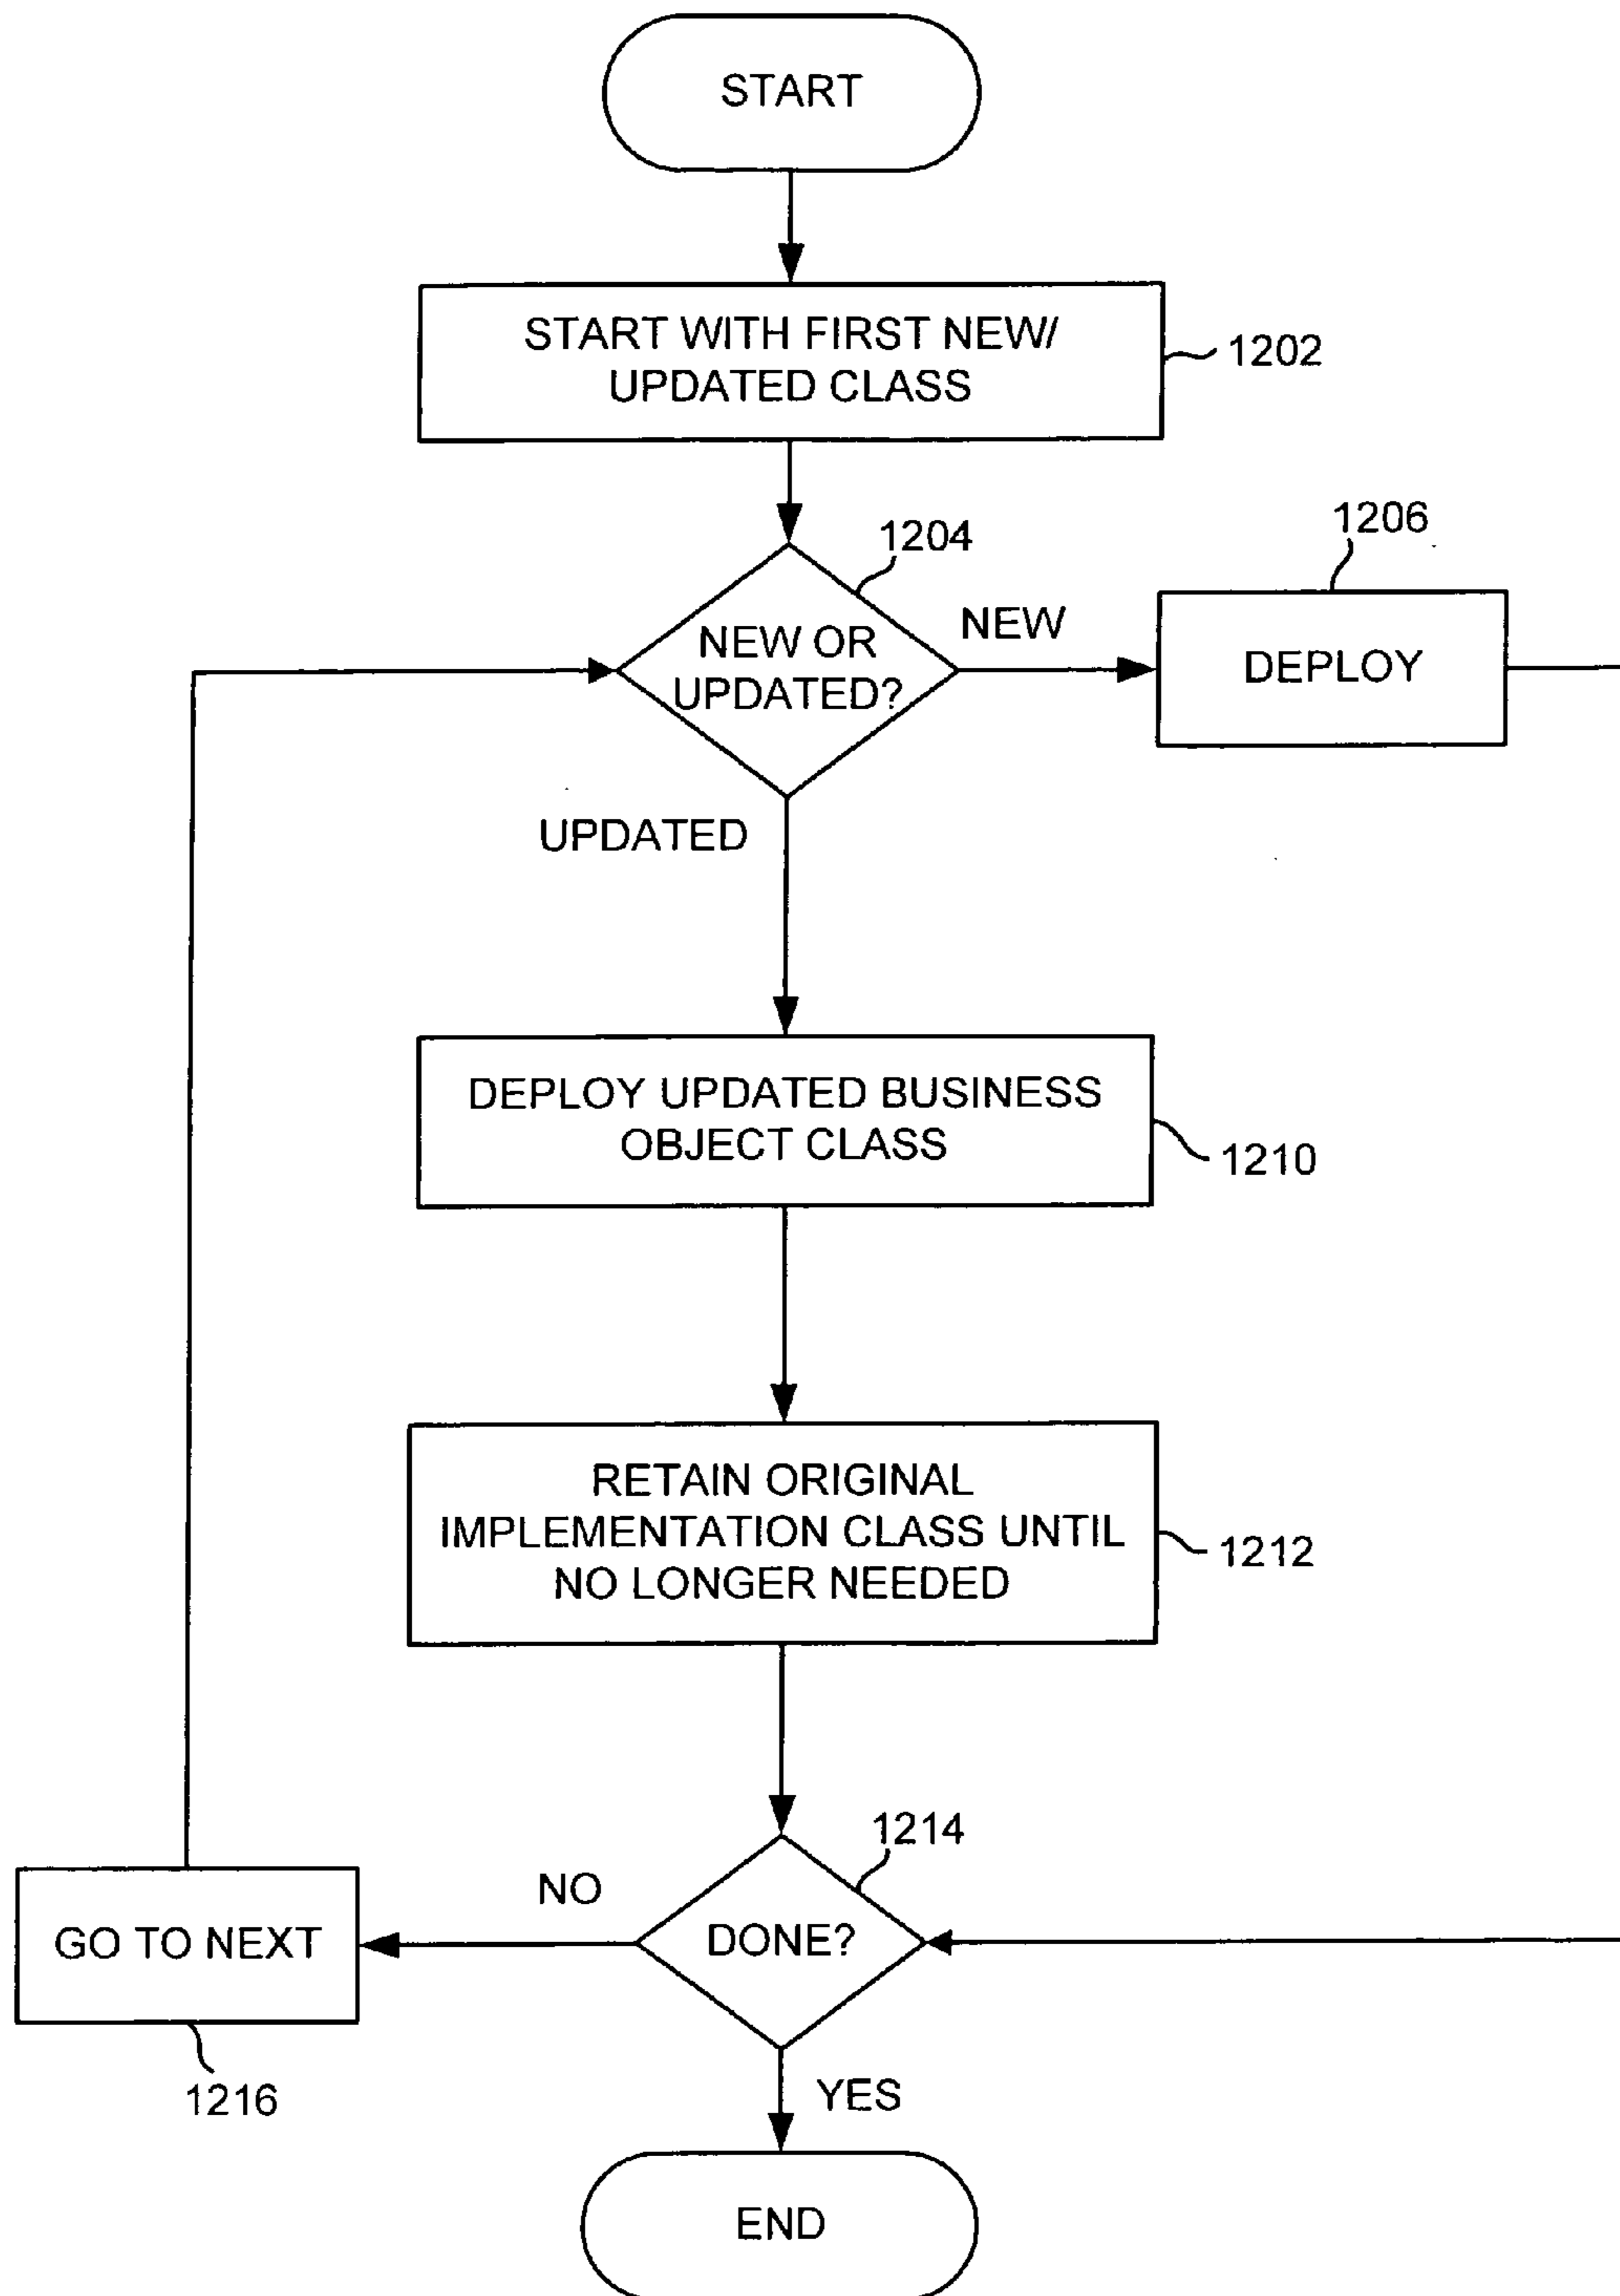 START
START WITH FIRST NEW/
UPDATED CLASS
1202
1204
1206
NEW OR
UPDATED?
NEW
DEPLOY
UPDATED
DEPLOY UPDATED BUSINESS
OBJECT CLASS
1210
RETAIN ORIGINAL
IMPLEMENTATION CLASS UNTIL
NO LONGER NEEDED
1212
1214
NO
DONE?
GO TO NEXT
1216
YES
END